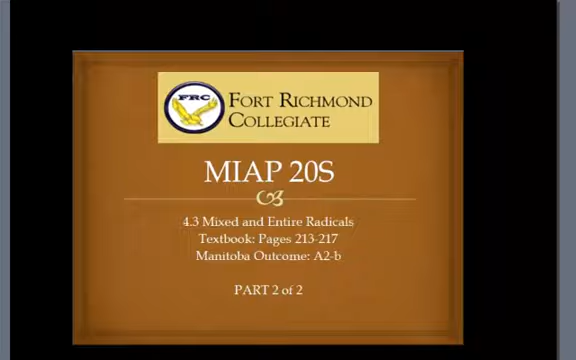 FRC
FORT RICHMOND
COLLEGIATE
MIAP 20S
4.3 Mixed and Entire Radicals
Textbook: Pages 213-217
Manitoba Outcome: A2-b
PART 2 of 2